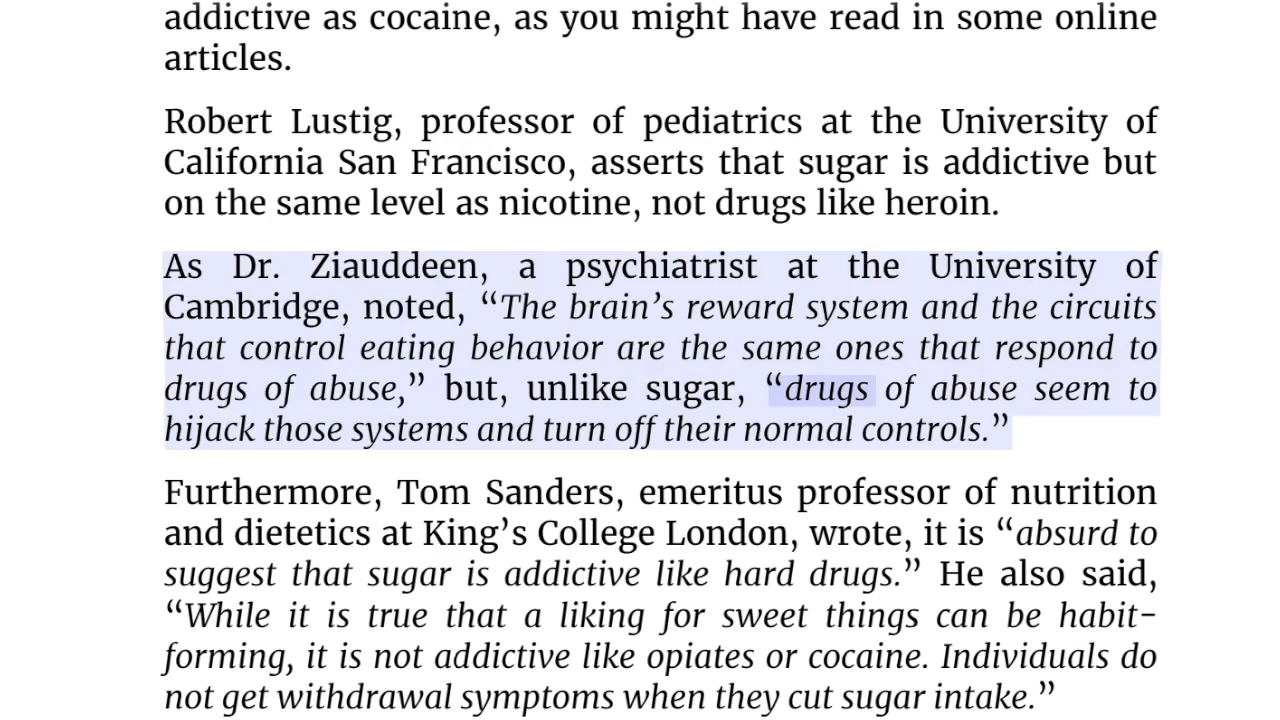 addictive as cocaine, as you might have read in some online
articles.
Robert Lustig, professor of pediatrics at the University of
California San Francisco, asserts that sugar is addictive but
on the same level as nicotine, not drugs like heroin.
As Dr. Ziauddeen, a psychiatrist at the University of
Cambridge, noted, “The brain’s reward system and the circuits
that control eating behavior are the same ones that respond to
drugs of abuse,” but, unlike sugar, “drugs of abuse seem to
hijack those systems and turn off their normal controls.”
Furthermore, Tom Sanders, emeritus professor of nutrition
and dietetics at King’s College London, wrote, it is “absurd to
suggest that sugar is addictive like hard drugs.” He also said,
“While it is true that a liking for sweet things can be habit-
forming, it is not addictive like opiates or cocaine. Individuals do
not get withdrawal symptoms when they cut sugar intake.”